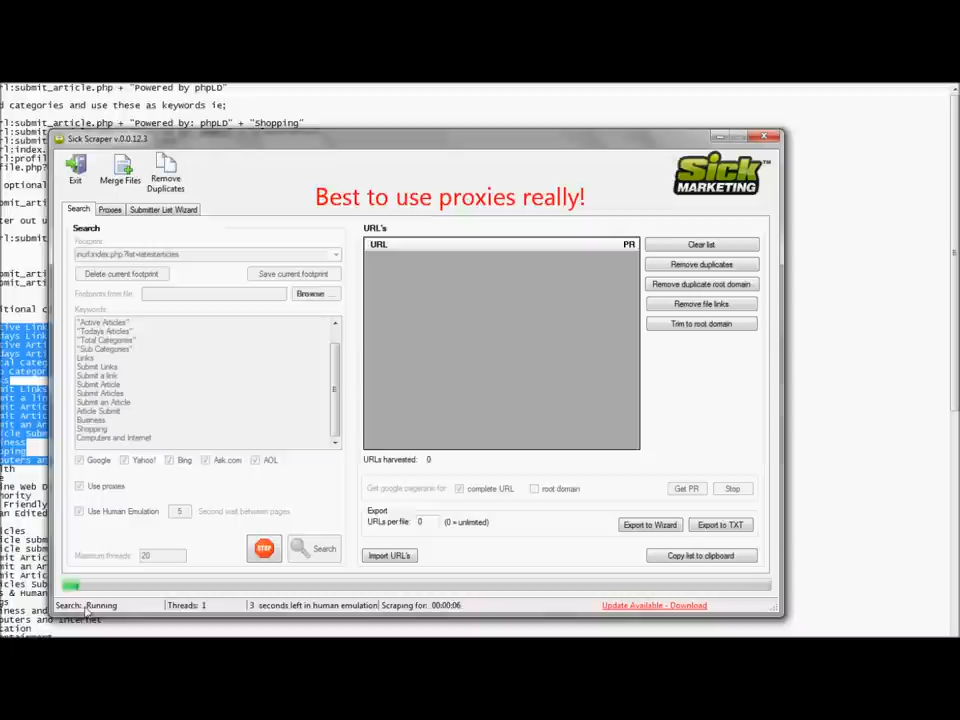 rl:submit_article.php + "Powered by phpLD"
d categories and use these as keywords ie;
rl:submit_article.php + "Powered by: phpLD" + "Shopping"
Sick Scraper v.0.0.12.3
Exit
Merge Files
Remove Duplicates
Sick MARKETING ™
Best to use proxies really!
Search
Proxies
Submitter List Wizard
Search
Footprint:
inurl:index.php?list=latestarticles
Delete current footprint
Save current footprint
Footprints from file:
Browse ...
Keywords:
"Active Articles"
"Todays Articles"
"Total Categories"
"Sub Categories"
Links
Submit Links
Submit a link
Submit Article
Submit Articles
Submit an Article
Article Submit
Business
Shopping
Computers and Internet
Google
Yahoo!
Bing
Ask.com
AOL
Use proxies
Use Human Emulation
5
Second wait between pages
Maximum threads:
20
STOP
Search
URL's
URL
PR
Clear list
Remove duplicates
Remove duplicate root domain
Remove file links
Trim to root domain
URLs harvested: 0
Get google pagerank for:
complete URL
root domain
Get PR
Stop
Export
URLs per file:
0
(0 = unlimited)
Export to Wizard
Export to TXT
Import URL's
Copy list to clipboard
Search: Running
Threads: 1
3 seconds left in human emulation
Scraping for: 00:00:06
Update Available - Download